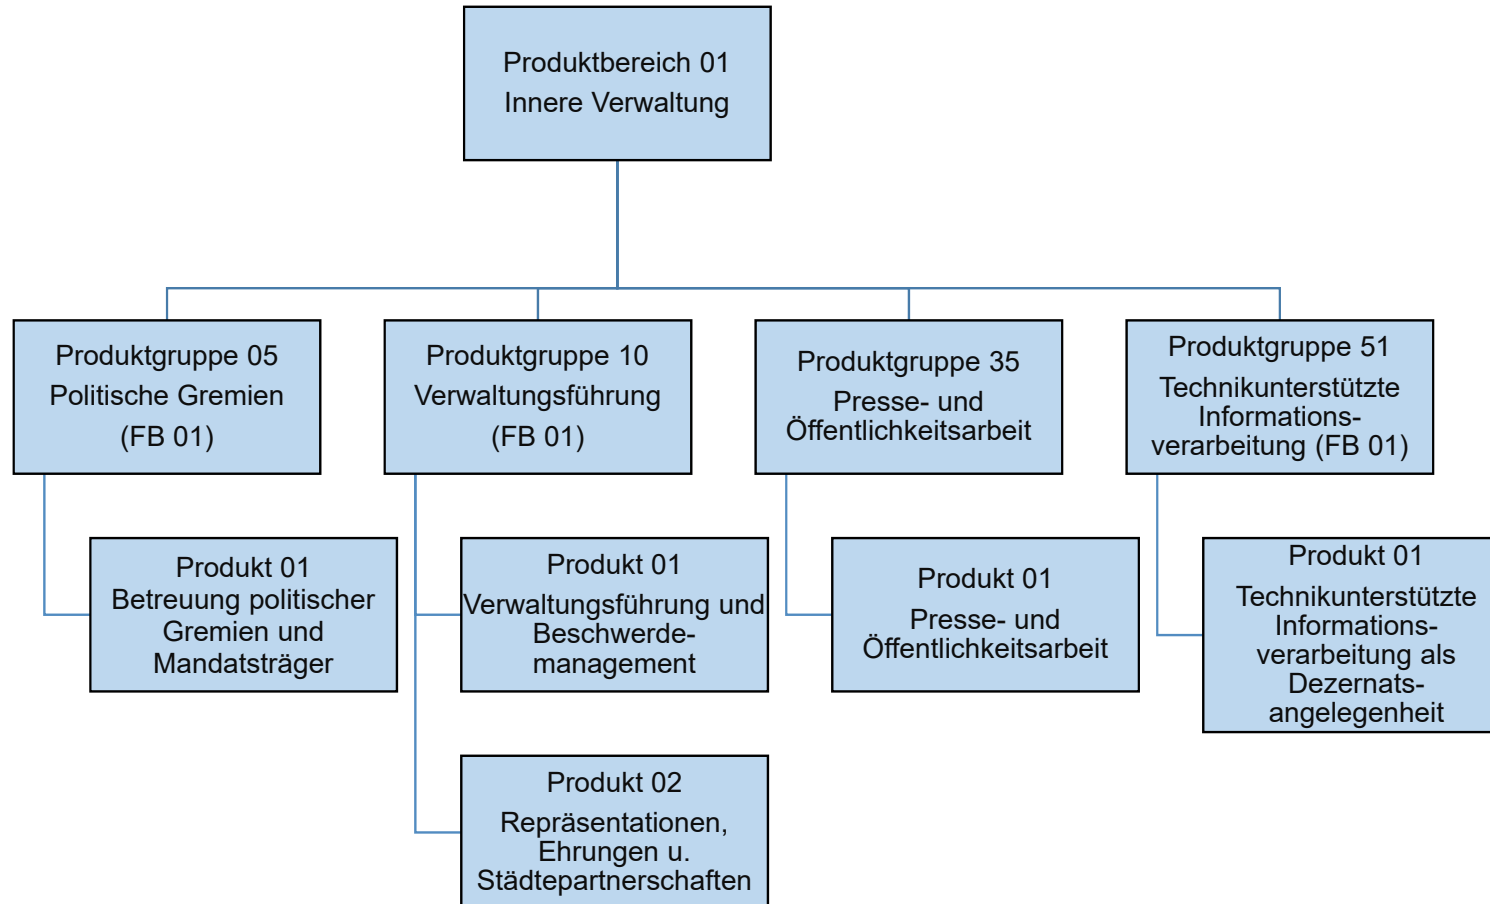 Produktbereich 01
Innere Verwaltung
Produktgruppe 05
Politische Gremien
(FB 01)
Produktgruppe 10
Verwaltungsführung
(FB 01)
Produktgruppe 35
Presse- und
Öffentlichkeitsarbeit
Produktgruppe 51
Technikunterstützte
Informations-
verarbeitung (FB 01)
Produkt 01
Betreuung politischer
Gremien und
Mandatsträger
Produkt 01
Verwaltungsführung und
Beschwerde-
management
Produkt 01
Presse- und
Öffentlichkeitsarbeit
Produkt 01
Technikunterstützte
Informations-
verarbeitung als
Dezernats-
angelegenheit
Produkt 02
Repräsentationen,
Ehrungen u.
Städtepartnerschaften